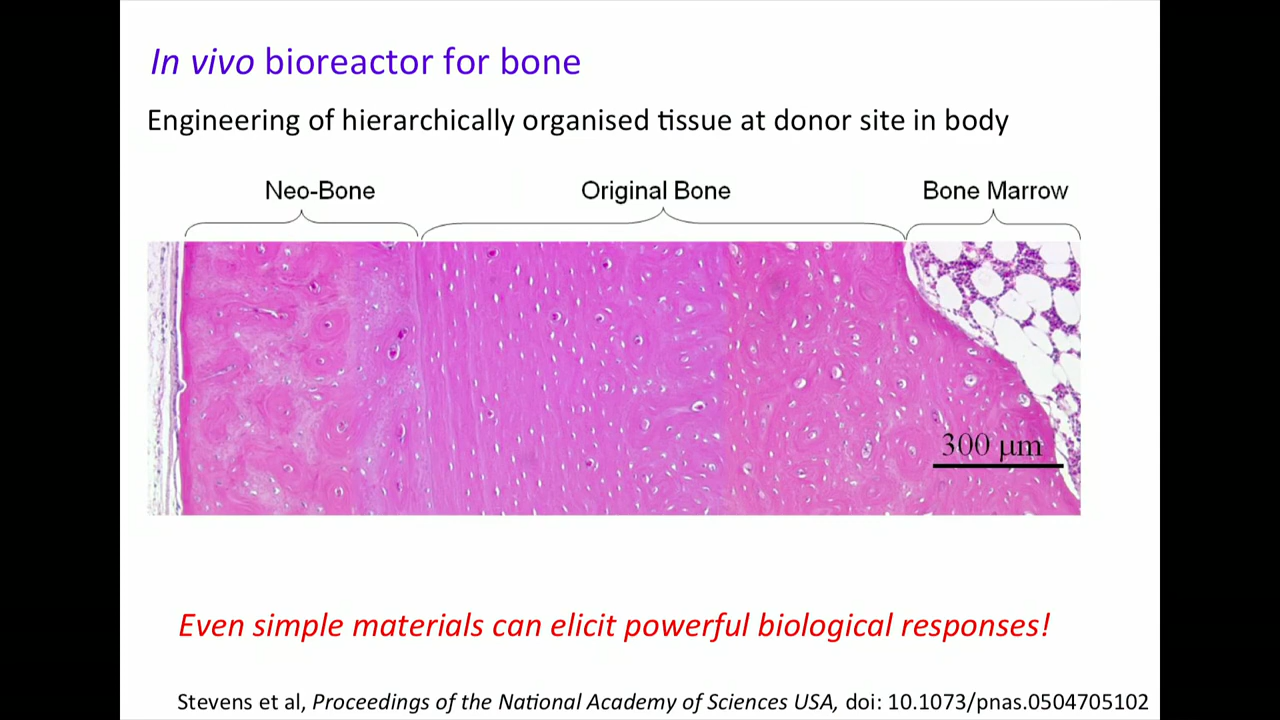 In vivo bioreactor for bone
Engineering of hierarchically organised tissue at donor site in body
Neo-Bone Original Bone Bone Marrow
300 μm
Even simple materials can elicit powerful biological responses!
Stevens et al, Proceedings of the National Academy of Sciences USA, doi: 10.1073/pnas.0504705102